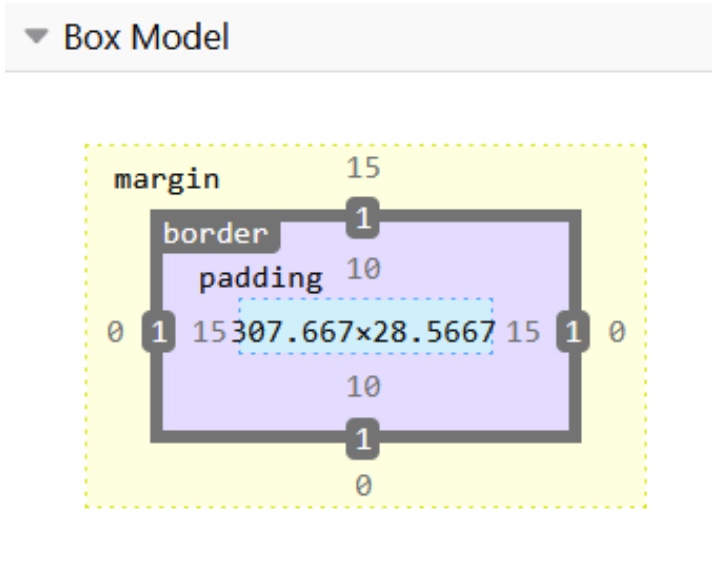 Box Model
margin 15
border 1
padding 10
0 1 15 307.667×28.5667 15 1 0
10
1
0